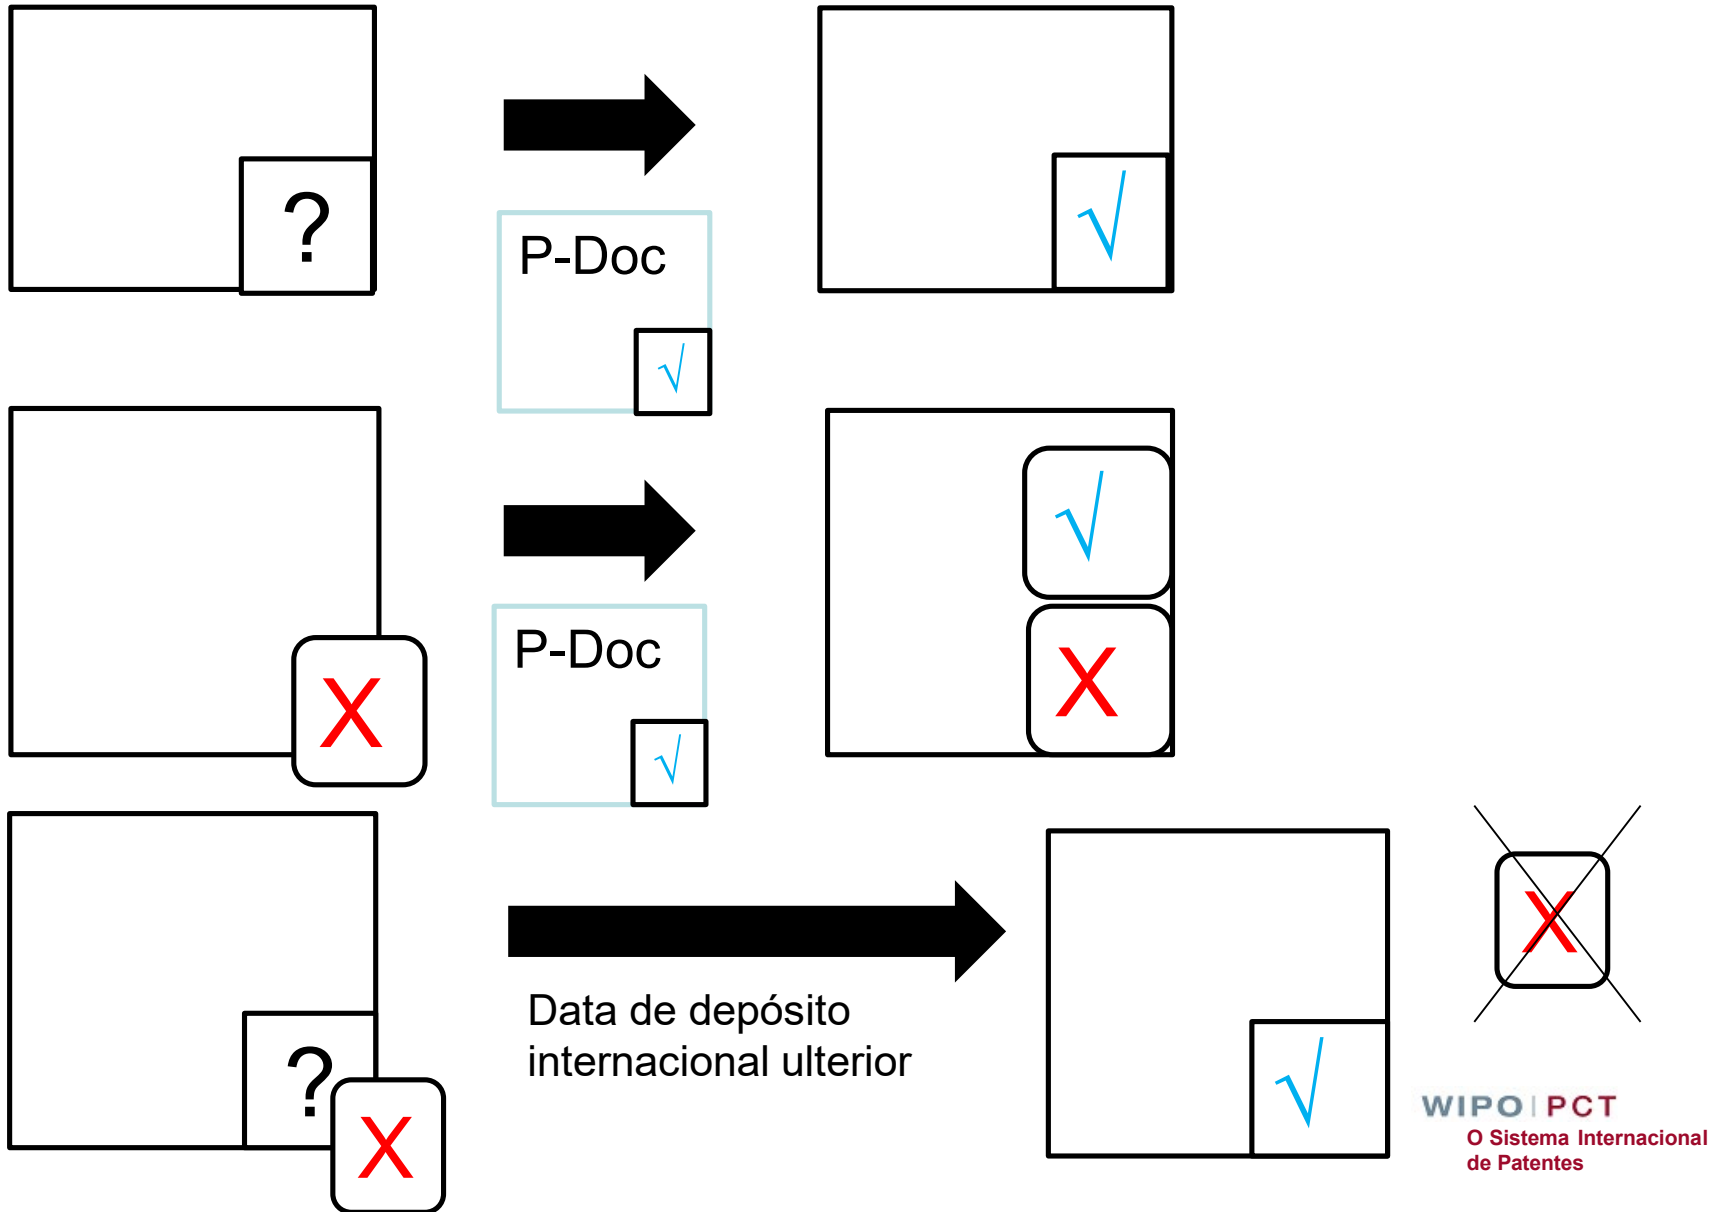 ?
√
P-Doc
√
X
√
X
P-Doc
√
?
X
Data de depósito
internacional ulterior
√
X
WIPO | PCT
O Sistema Internacional
de Patentes